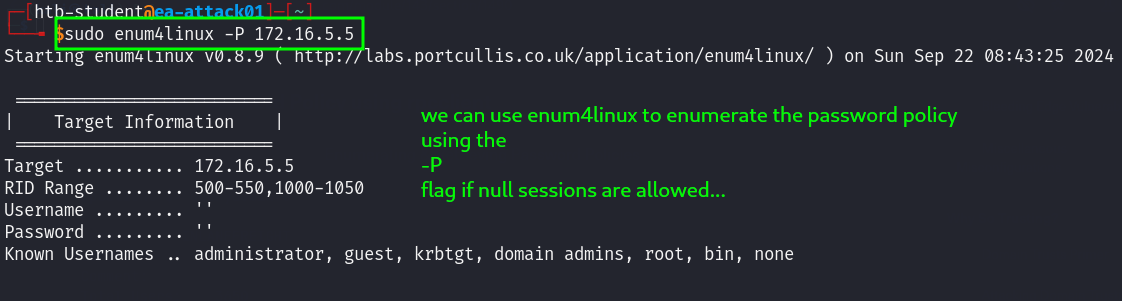 ┌─[htb-student@ea-attack01]─[~]
└──╼ $sudo enum4linux -P 172.16.5.5
Starting enum4linux v0.8.9 ( http://labs.portcullis.co.uk/application/enum4linux/ ) on Sun Sep 22 08:43:25 2024
==========================
|    Target Information    |
==========================
Target ........... 172.16.5.5
RID Range ........ 500-550,1000-1050
Username ......... ''
Password ......... ''
Known Usernames .. administrator, guest, krbtgt, domain admins, root, bin, none
we can use enum4linux to enumerate the password policy
using the
-P
flag if null sessions are allowed...